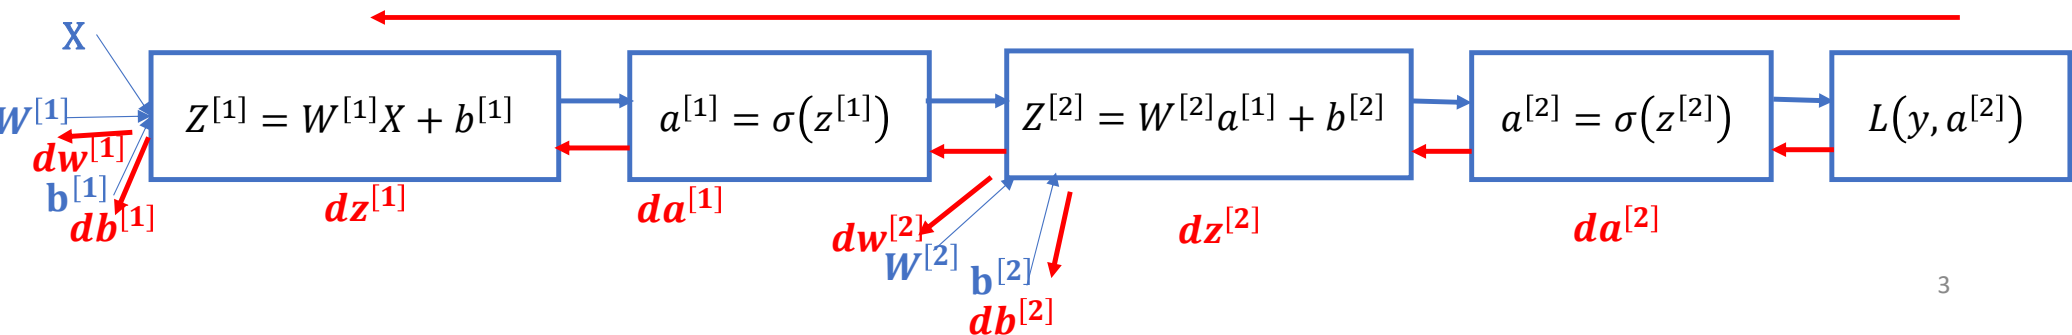 X
W^{[1]}
dw^{[1]}
b^{[1]}
db^{[1]}
Z^{[1]} = W^{[1]}X + b^{[1]}
dz^{[1]}
a^{[1]} = σ(z^{[1]})
da^{[1]}
Z^{[2]} = W^{[2]}a^{[1]} + b^{[2]}
dw^{[2]}
W^{[2]}
b^{[2]}
db^{[2]}
dz^{[2]}
a^{[2]} = σ(z^{[2]})
da^{[2]}
L(y, a^{[2]})
3